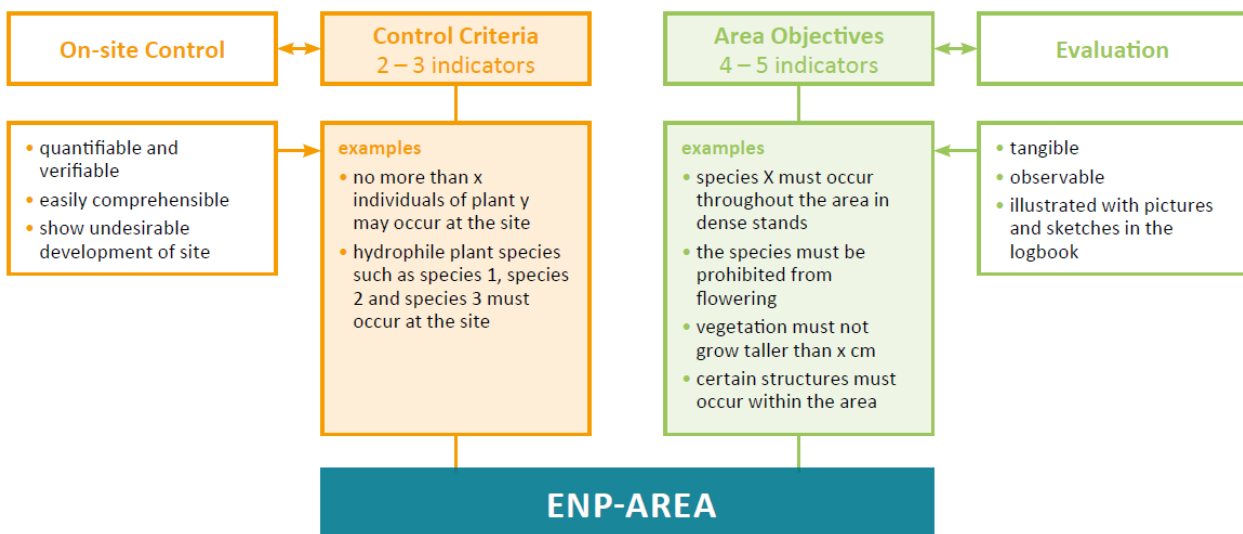 On-site Control
Control Criteria
2 – 3 indicators
Area Objectives
4 – 5 indicators
Evaluation
• quantifiable and
verifiable
• easily comprehensible
• show undesirable
development of site
examples
• no more than x
individuals of plant y
may occur at the site
• hydrophile plant species
such as species 1, species
2 and species 3 must
occur at the site
examples
• species X must occur
throughout the area in
dense stands
• the species must be
prohibited from
flowering
• vegetation must not
grow taller than x cm
• certain structures must
occur within the area
• tangible
• observable
• illustrated with pictures
and sketches in the
logbook
ENP-AREA